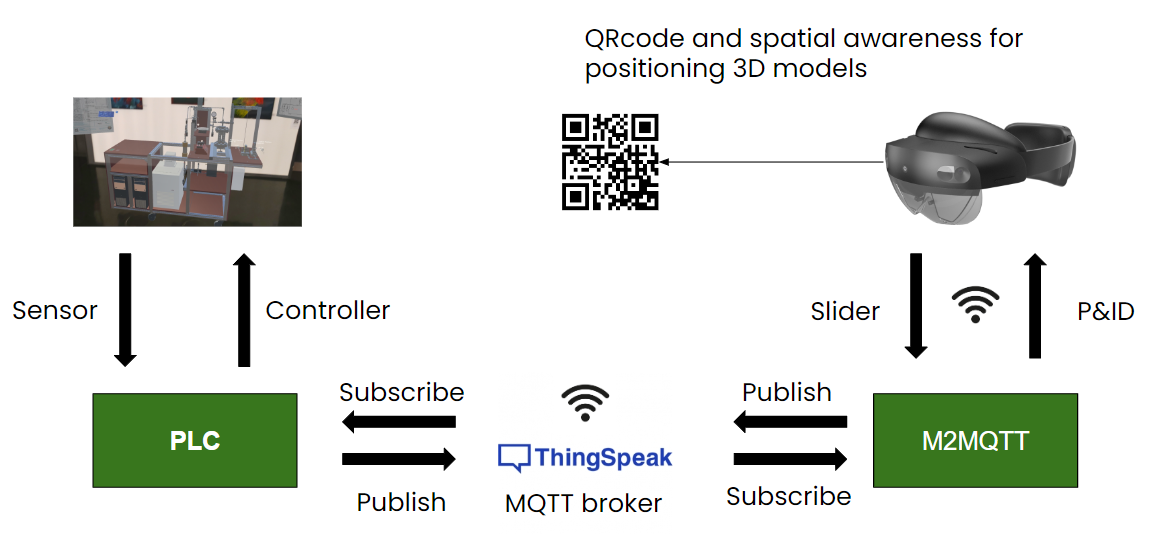 QRcode and spatial awareness for
positioning 3D models
Sensor
Controller
Slider
P&ID
Subscribe
Publish
PLC
M2MQTT
ThingSpeak
Publish
MQTT broker
Subscribe